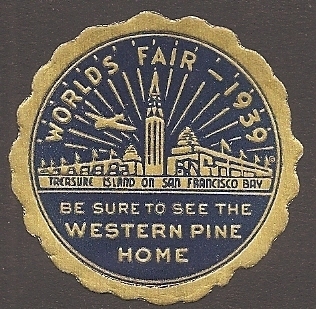 WORLDS FAIR - 1939
TREASURE ISLAND ON SAN FRANCISCO BAY
BE SURE TO SEE THE
WESTERN PINE
HOME